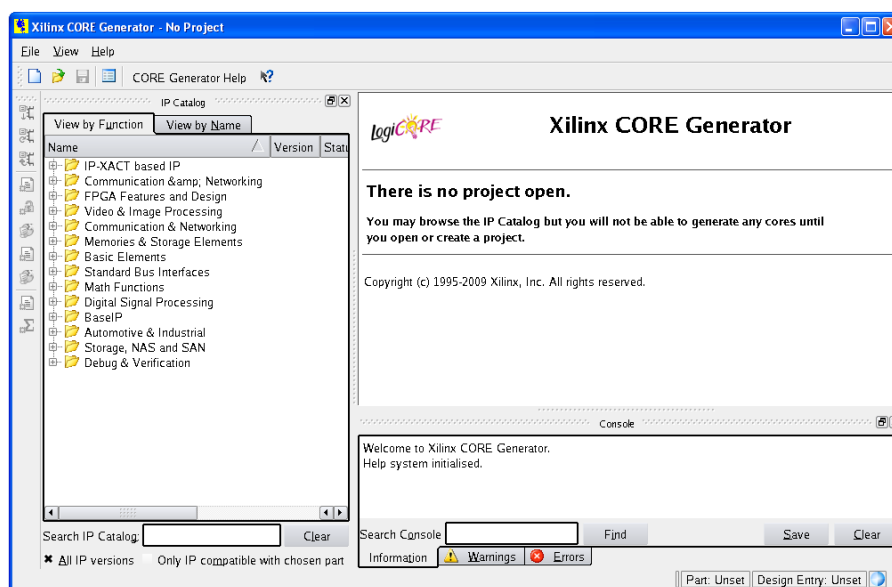 Xilinx CORE Generator - No Project
File View Help
CORE Generator Help
IP Catalog
View by Function View by Name
Name Version Statu
IP-XACT based IP
Communication &amp; Networking
FPGA Features and Design
Video & Image Processing
Communication & Networking
Memories & Storage Elements
Basic Elements
Standard Bus Interfaces
Math Functions
Digital Signal Processing
BaseIP
Automotive & Industrial
Storage, NAS and SAN
Debug & Verification
Search IP Catalog: Clear
All IP versions Only IP compatible with chosen part
LogiCORE Xilinx CORE Generator
There is no project open.
You may browse the IP Catalog but you will not be able to generate any cores until
you open or create a project.
Copyright (c) 1995-2009 Xilinx, Inc. All rights reserved.
Console
Welcome to Xilinx CORE Generator.
Help system initialised.
Search Console Find Save Clear
Information Warnings Errors
Part: Unset Design Entry: Unset